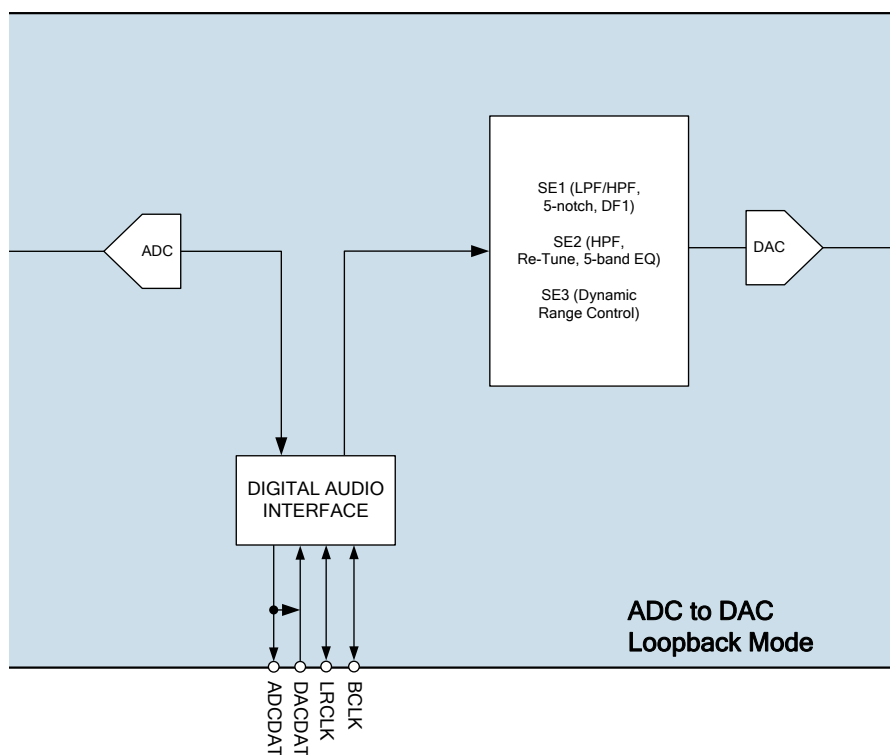 SE1 (LPF/HPF,
5-notch, DF1)
SE2 (HPF,
Re-Tune, 5-band EQ)
SE3 (Dynamic
Range Control)
ADC
DAC
DIGITAL AUDIO
INTERFACE
ADC to DAC
Loopback Mode
ADCDAT
DACDAT
LRCLK
BCLK